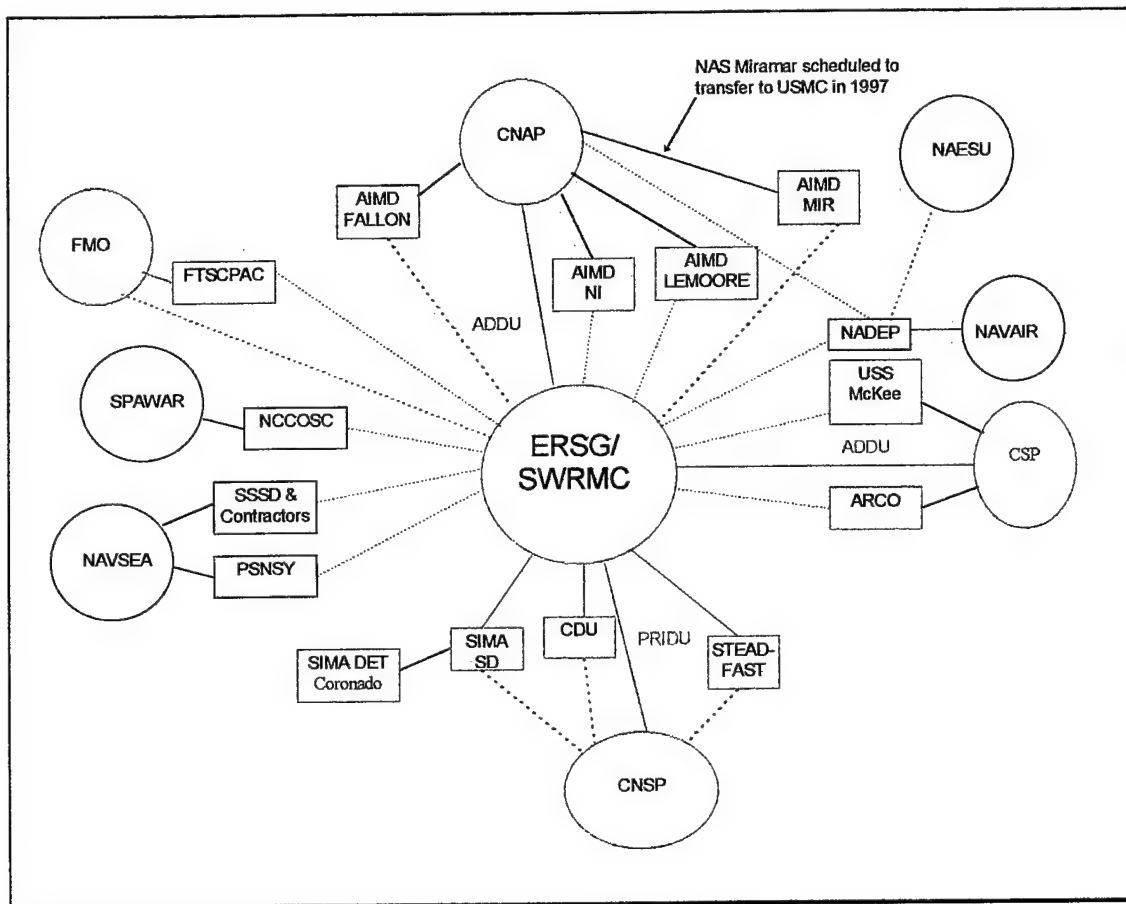 NAS Miramar scheduled to
transfer to USMC in 1997
CNAP
NAESU
AIMD
FALLON
AIMD
MIR
FMO
FTSCPAC
AIMD
NI
AIMD
LEMOORE
ADDU
NADEP
NAVAIR
SPAWAR
NCCOSC
USS
McKee
ERSG/
SWRMC
ADDU
CSP
SSSD &
Contractors
ARCO
NAVSEA
PSNSY
SIMA
SD
CDU
PRIDU
STEAD-
FAST
SIMA DET
Coronado
CNSP